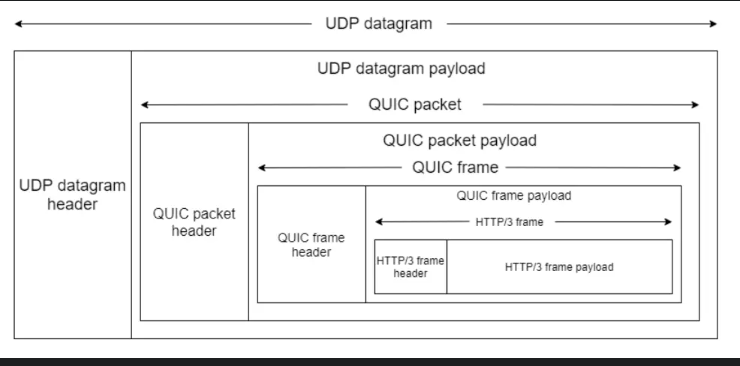 UDP datagram
UDP datagram payload
QUIC packet
QUIC packet payload
QUIC frame
UDP datagram
header
QUIC packet
header
QUIC frame payload
HTTP/3 frame
QUIC frame
header
HTTP/3 frame
header
HTTP/3 frame payload